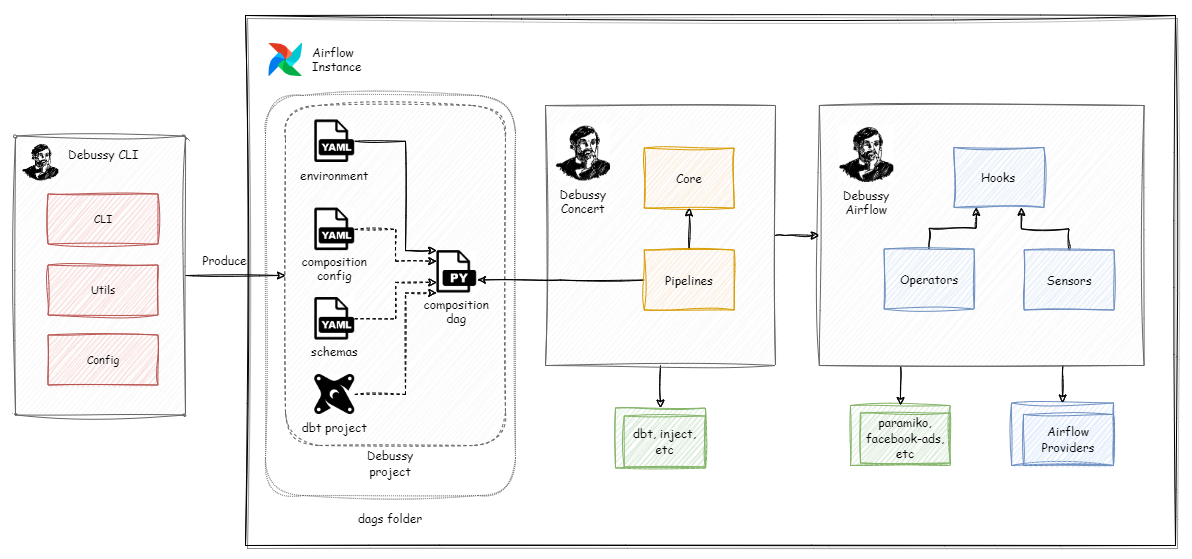 Airflow
Instance
Debussy CLI
CLI
Utils
Config
Produce
YAML
environment
YAML
composition
config
YAML
schemas
dbt project
PY
composition
dag
Debussy
project
dags folder
Debussy
Concert
Core
Pipelines
dbt, inject,
etc
Debussy
Airflow
Hooks
Operators
Sensors
paramiko,
facebook-ads,
etc
Airflow
Providers